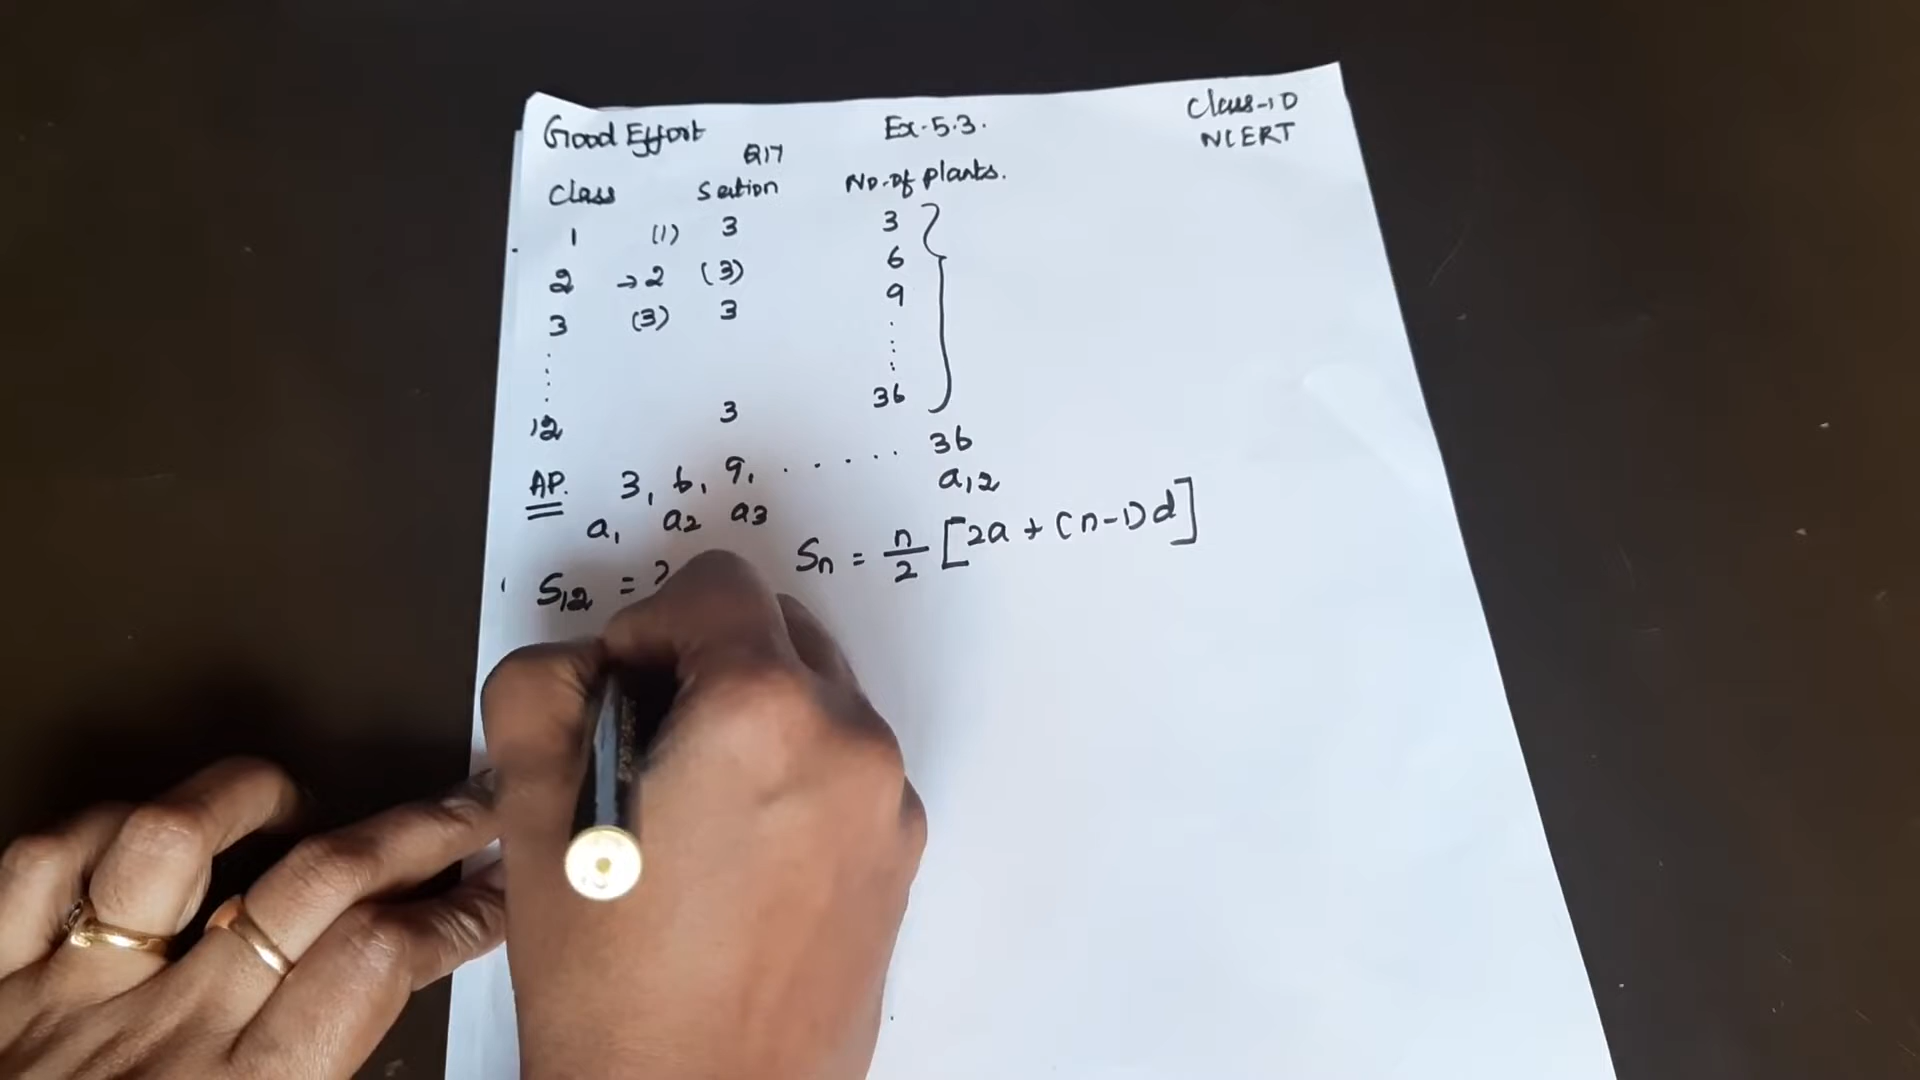 Good Effort Ex-5.3. Class-10
NCERT
Q17
Class Section No. of plants.
1 (1) 3 3
2 → 2 (3) 6
3 (3) 3 9
12 3 36
AP. 3, 6, 9, ...... 36
a1 a2 a3 a12
S12 = ? Sn = n/2 [2a + (n-1)d]